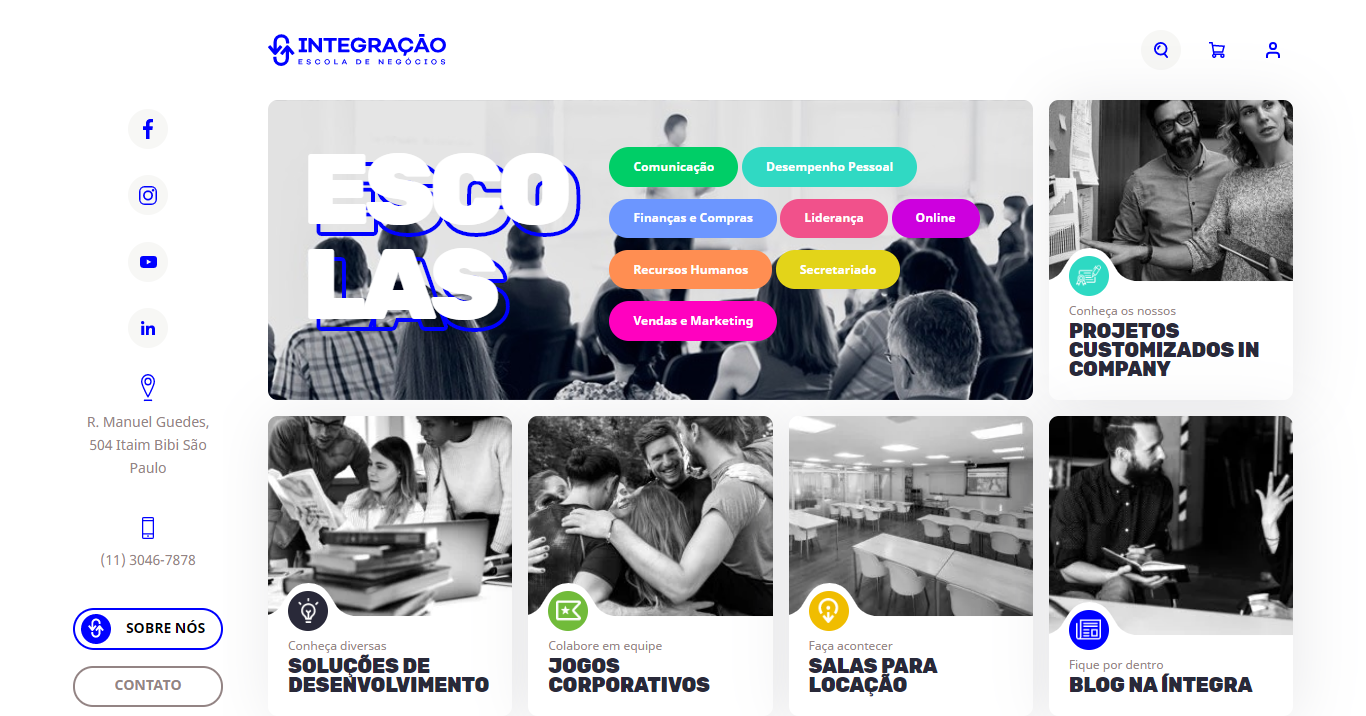 INTEGRAÇÃO
ESCOLA DE NEGÓCIOS
R. Manuel Guedes,
504 Itaim Bibi São
Paulo
(11) 3046-7878
SOBRE NÓS
CONTATO
ESCO
LAS
Comunicação
Desempenho Pessoal
Finanças e Compras
Liderança
Online
Recursos Humanos
Secretariado
Vendas e Marketing
Conheça os nossos
PROJETOS
CUSTOMIZADOS IN
COMPANY
Conheça diversas
SOLUÇÕES DE
DESENVOLVIMENTO
Colabore em equipe
JOGOS
CORPORATIVOS
Faça acontecer
SALAS PARA
LOCAÇÃO
Fique por dentro
BLOG NA ÍNTEGRA